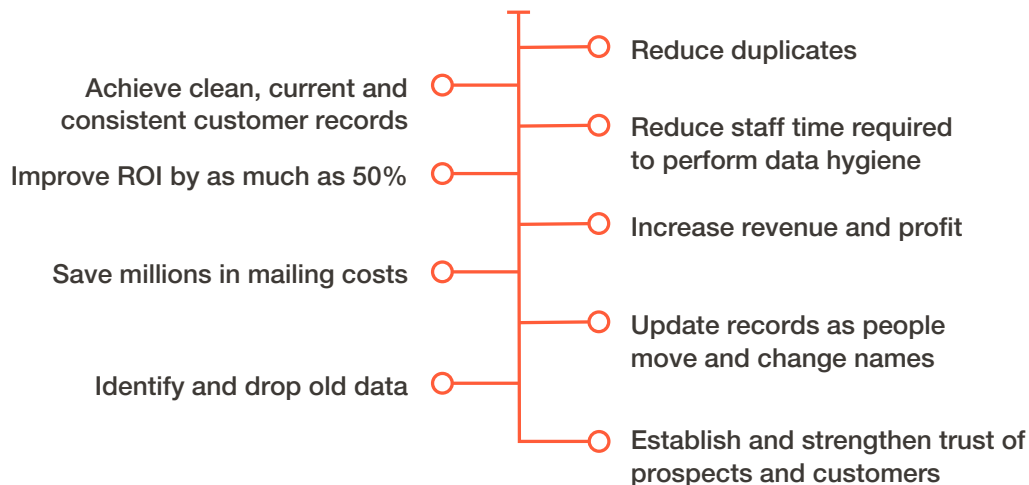 Reduce duplicates
Achieve clean, current and
consistent customer records
Reduce staff time required
to perform data hygiene
Improve ROI by as much as 50%
Increase revenue and profit
Save millions in mailing costs
Update records as people
move and change names
Identify and drop old data
Establish and strengthen trust of
prospects and customers